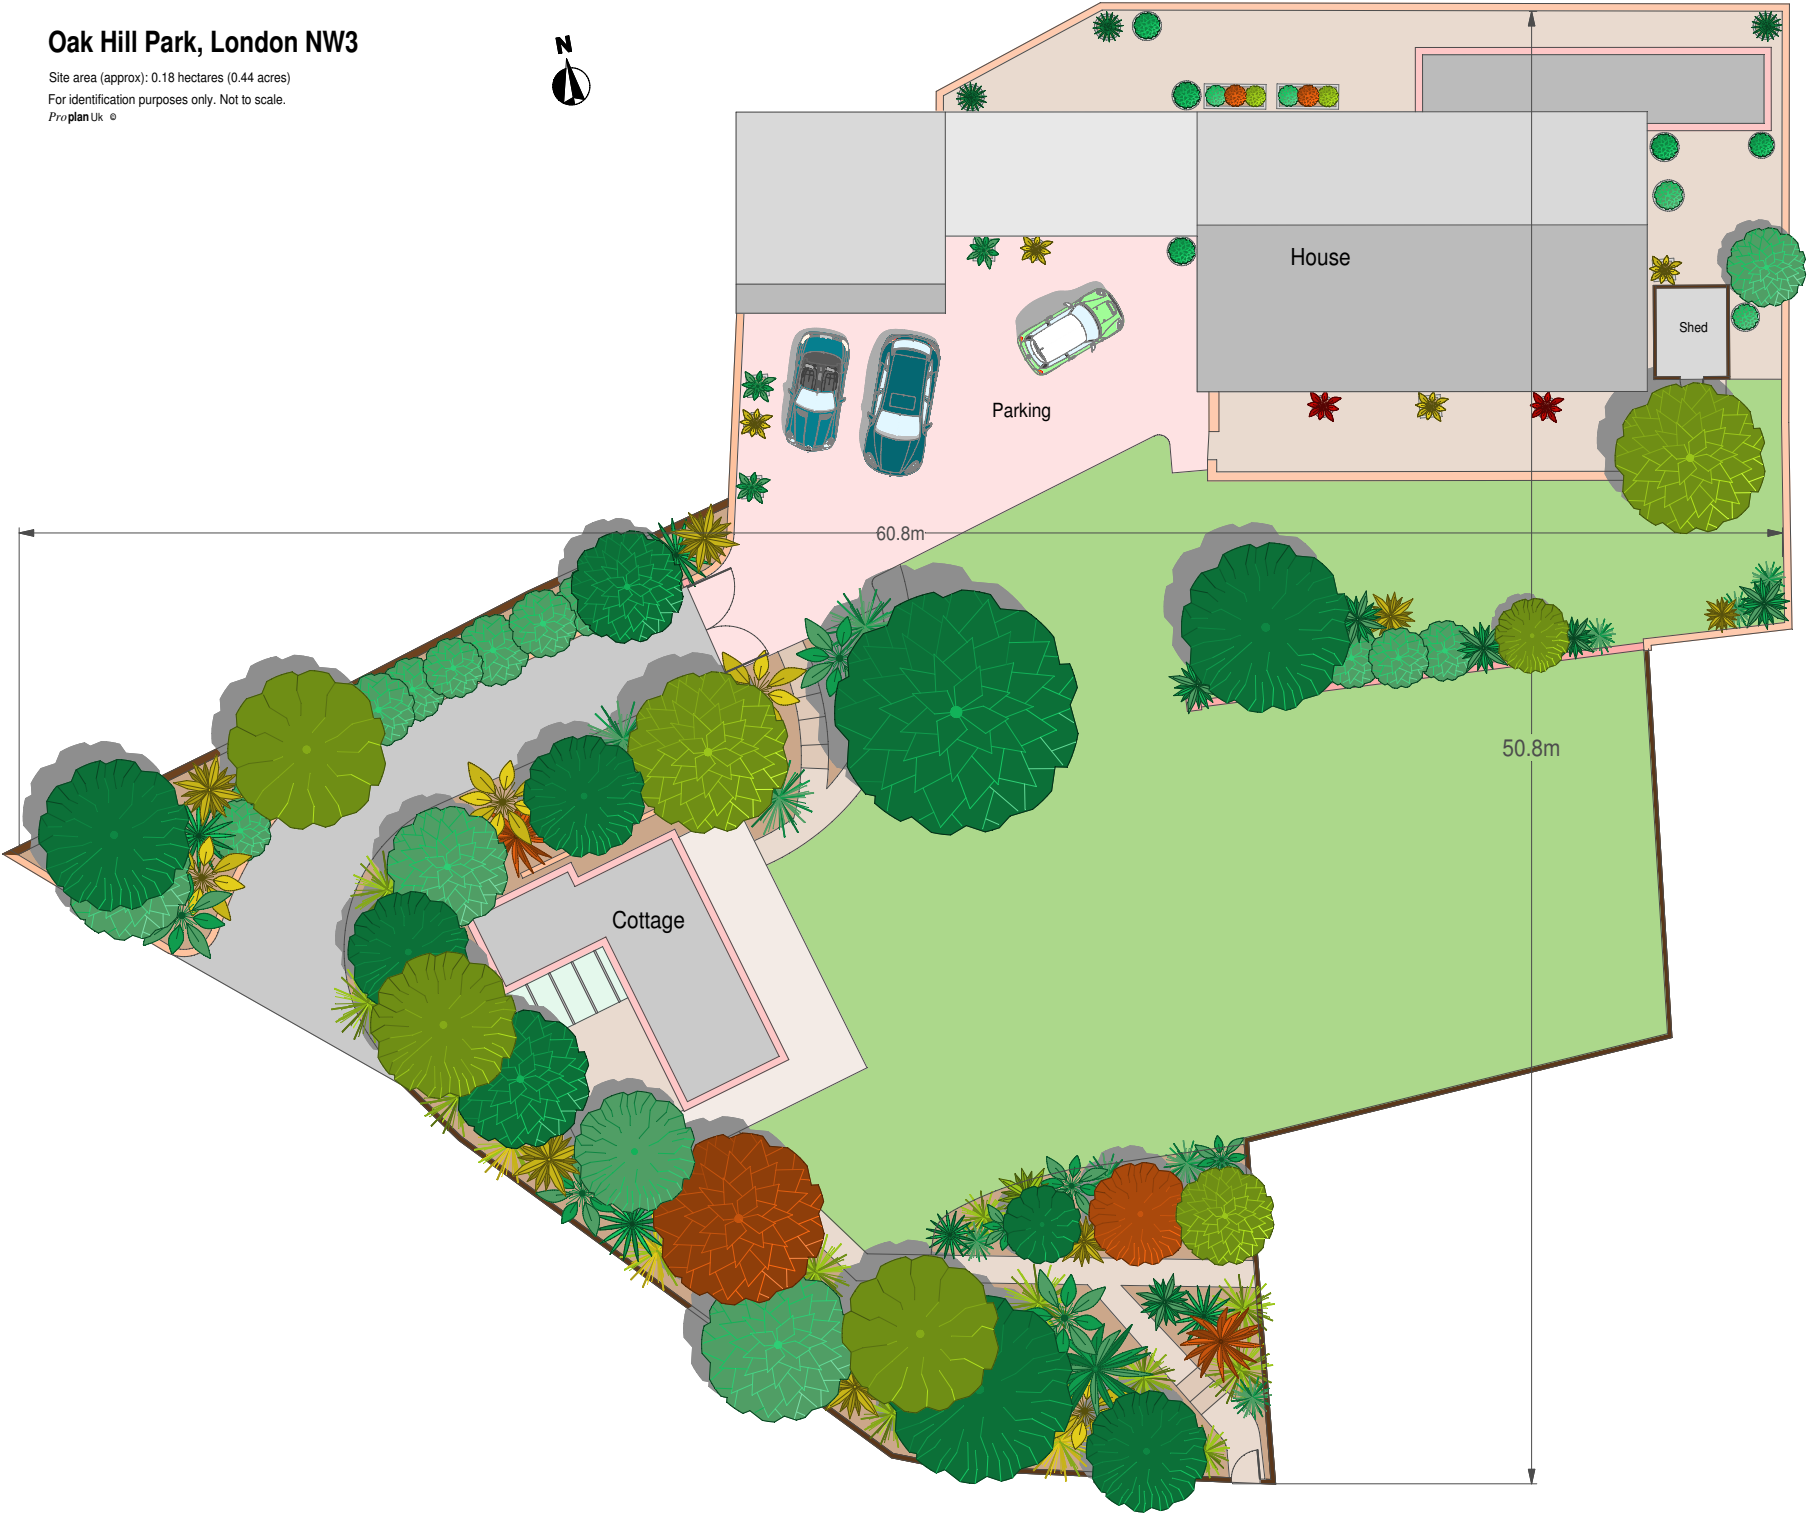 Oak Hill Park, London NW3
Site area (approx): 0.18 hectares (0.44 acres)
For identification purposes only. Not to scale.
Proplan Uk ©
N
House
Shed
Parking
60.8m
50.8m
Cottage